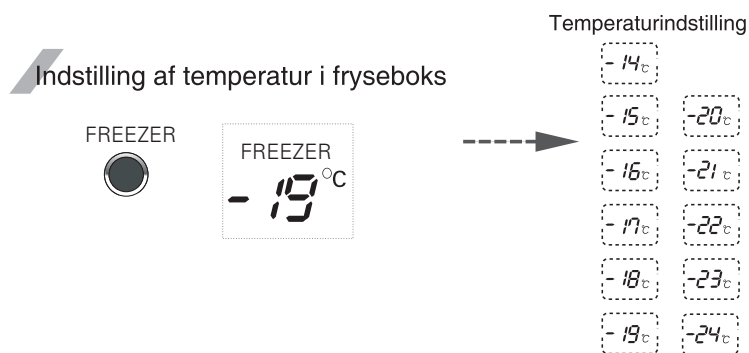 Temperaturindstilling
Indstilling af temperatur i fryseboks
FREEZER
FREEZER
- 19 °C
- 14 °C
- 15 °C
- 16 °C
- 17 °C
- 18 °C
- 19 °C
-20 °C
-21 °C
-22 °C
-23 °C
-24 °C